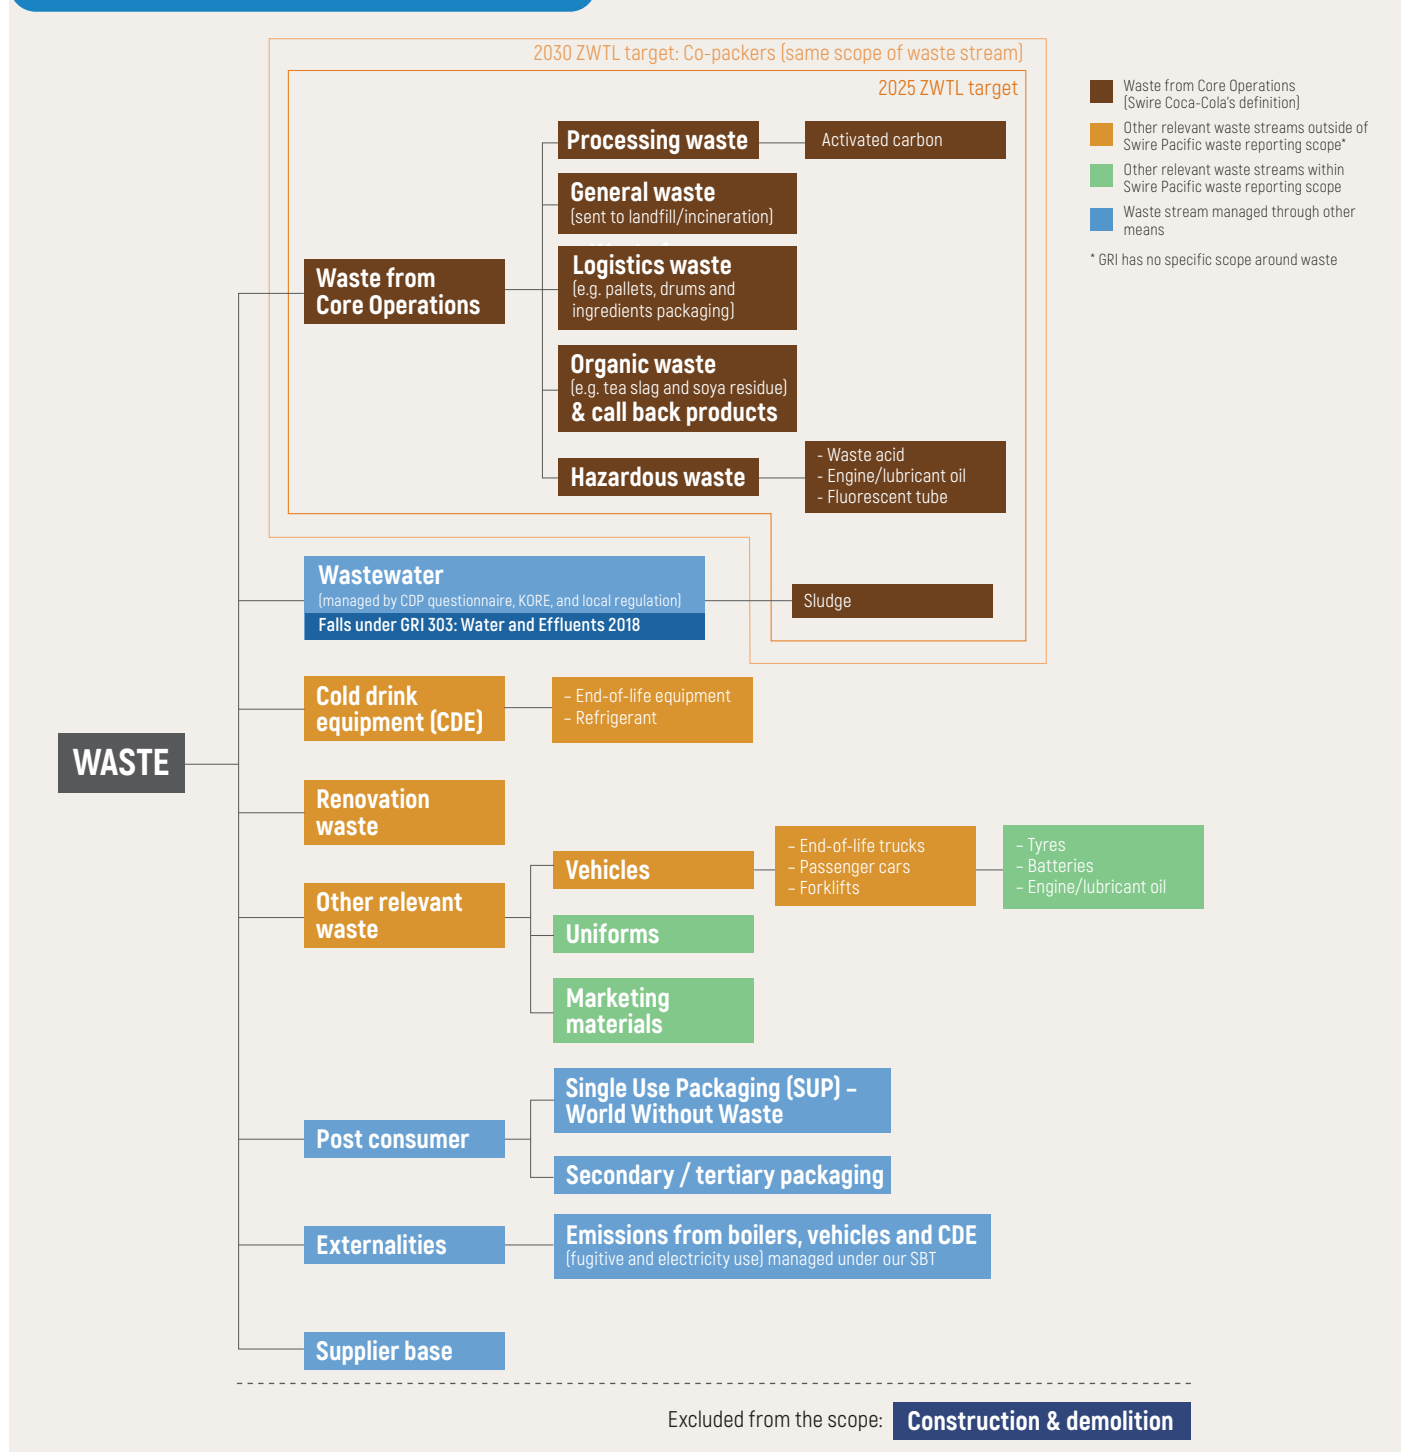 2030 ZWTL target: Co-packers (same scope of waste stream)
2025 ZWTL target
Waste from Core Operations
(Swire Coca-Cola's definition)
Other relevant waste streams outside of
Swire Pacific waste reporting scope*
Other relevant waste streams within
Swire Pacific waste reporting scope
Waste stream managed through other
means
* GRI has no specific scope around waste
WASTE
Waste from
Core Operations
Processing waste
Activated carbon
General waste
(sent to landfill/incineration)
Logistics waste
(e.g. pallets, drums and
ingredients packaging)
Organic waste
(e.g. tea slag and soya residue)
& call back products
Hazardous waste
- Waste acid
- Engine/lubricant oil
- Fluorescent tube
Wastewater
(managed by CDP questionnaire, KORE, and local regulation)
Falls under GRI 303: Water and Effluents 2018
Sludge
Cold drink
equipment (CDE)
– End-of-life equipment
– Refrigerant
Renovation
waste
Other relevant
waste
Vehicles
– End-of-life trucks
– Passenger cars
– Forklifts
– Tyres
– Batteries
– Engine/lubricant oil
Uniforms
Marketing
materials
Post consumer
Single Use Packaging (SUP) –
World Without Waste
Secondary / tertiary packaging
Externalities
Emissions from boilers, vehicles and CDE
(fugitive and electricity use) managed under our SBT
Supplier base
Excluded from the scope:
Construction & demolition